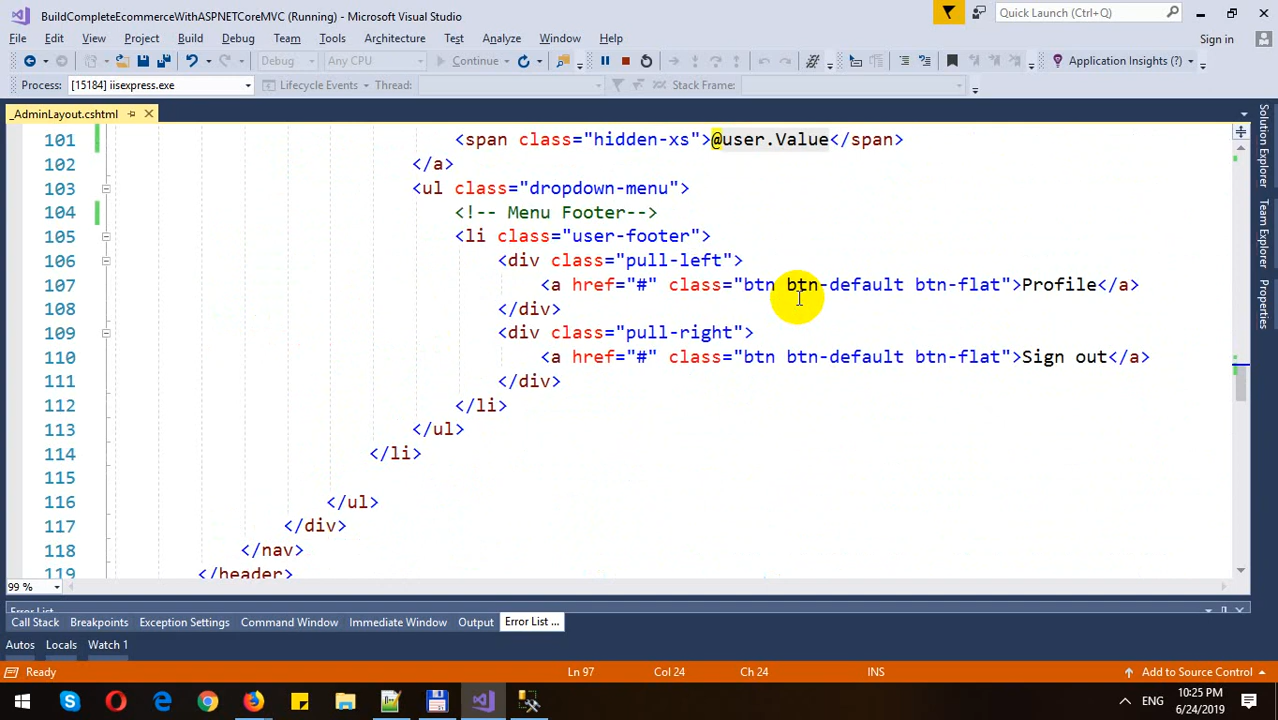 BuildCompleteEcommerceWithASPNETCoreMVC (Running) - Microsoft Visual Studio
Quick Launch (Ctrl+Q)
File Edit View Project Build Debug Team Tools Architecture Test Analyze Window Help
Sign in
Debug Any CPU Continue Application Insights
Process: [15184] iisexpress.exe Lifecycle Events Thread: Stack Frame:
_AdminLayout.cshtml
101 <span class="hidden-xs">@user.Value</span>
102 </a>
103 <ul class="dropdown-menu">
104 <!-- Menu Footer-->
105 <li class="user-footer">
106 <div class="pull-left">
107 <a href="#" class="btn btn-default btn-flat">Profile</a>
108 </div>
109 <div class="pull-right">
110 <a href="#" class="btn btn-default btn-flat">Sign out</a>
111 </div>
112 </li>
113 </ul>
114 </li>
115
116 </ul>
117 </div>
118 </nav>
119 </header>
Solution Explorer
Team Explorer
Properties
99 %
Error List
Call Stack Breakpoints Exception Settings Command Window Immediate Window Output Error List ...
Autos Locals Watch 1
Ready Ln 97 Col 24 Ch 24 INS Add to Source Control
ENG
10:25 PM
6/24/2019